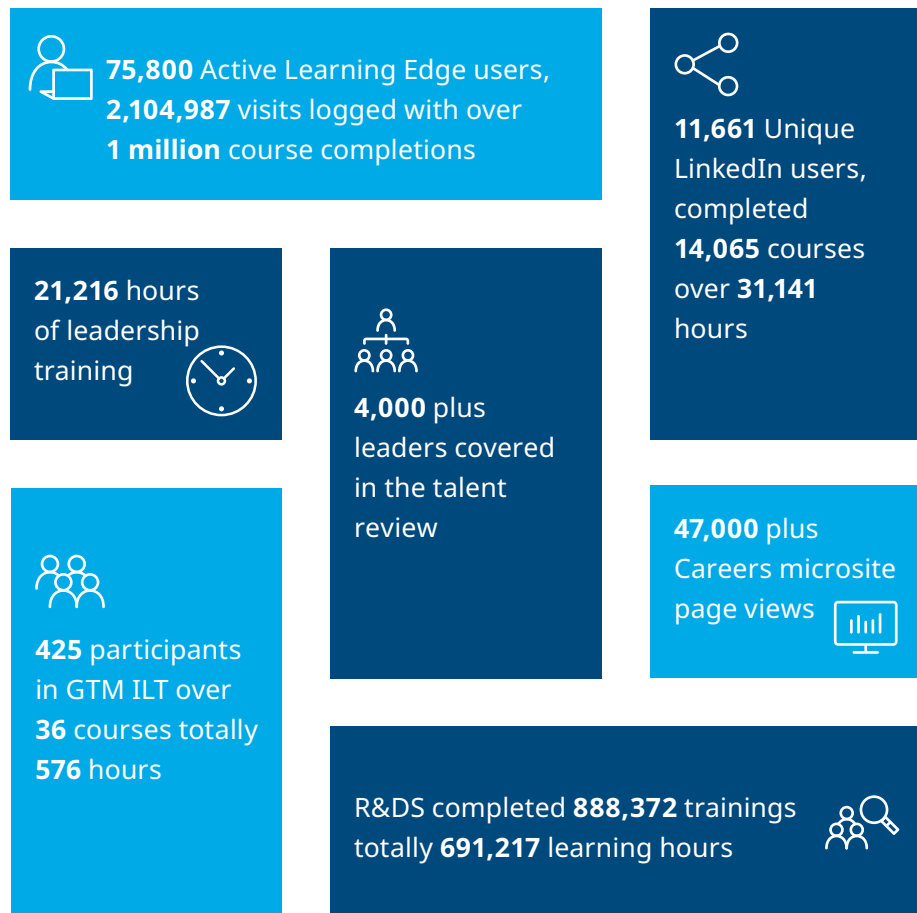 75,800 Active Learning Edge users,
2,104,987 visits logged with over
1 million course completions
11,661 Unique
LinkedIn users,
completed
14,065 courses
over 31,141
hours
21,216 hours
of leadership
training
4,000 plus
leaders covered
in the talent
review
47,000 plus
Careers microsite
page views
425 participants
in GTM ILT over
36 courses totally
576 hours
R&DS completed 888,372 trainings
totally 691,217 learning hours